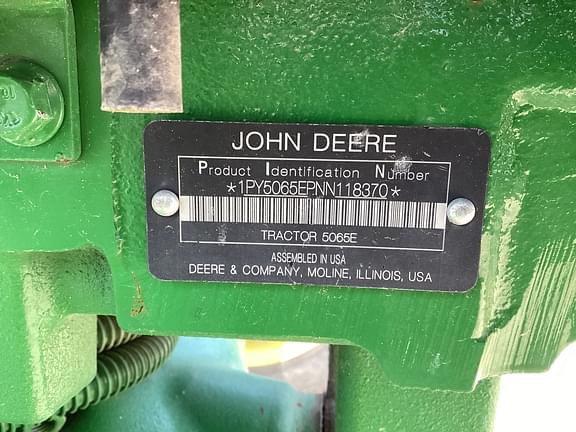 JOHN DEERE
Product Identification Number
*1PY5065EPNN118370*
TRACTOR 5065E
ASSEMBLED IN USA
DEERE & COMPANY, MOLINE, ILLINOIS, USA